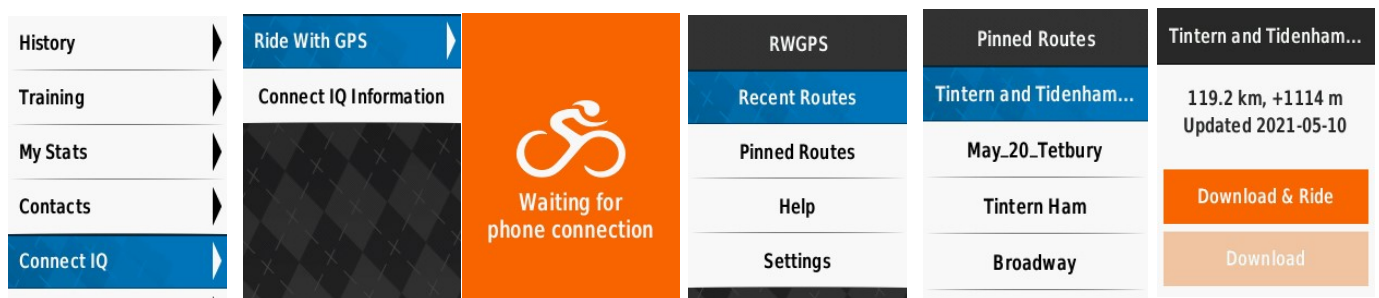 History
Training
My Stats
Contacts
Connect IQ
Ride With GPS
Connect IQ Information
Waiting for
phone connection
RWGPS
Recent Routes
Pinned Routes
Help
Settings
Pinned Routes
Tintern and Tidenham...
May_20_Tetbury
Tintern Ham
Broadway
Tintern and Tidenham...
119.2 km, +1114 m
Updated 2021-05-10
Download & Ride
Download